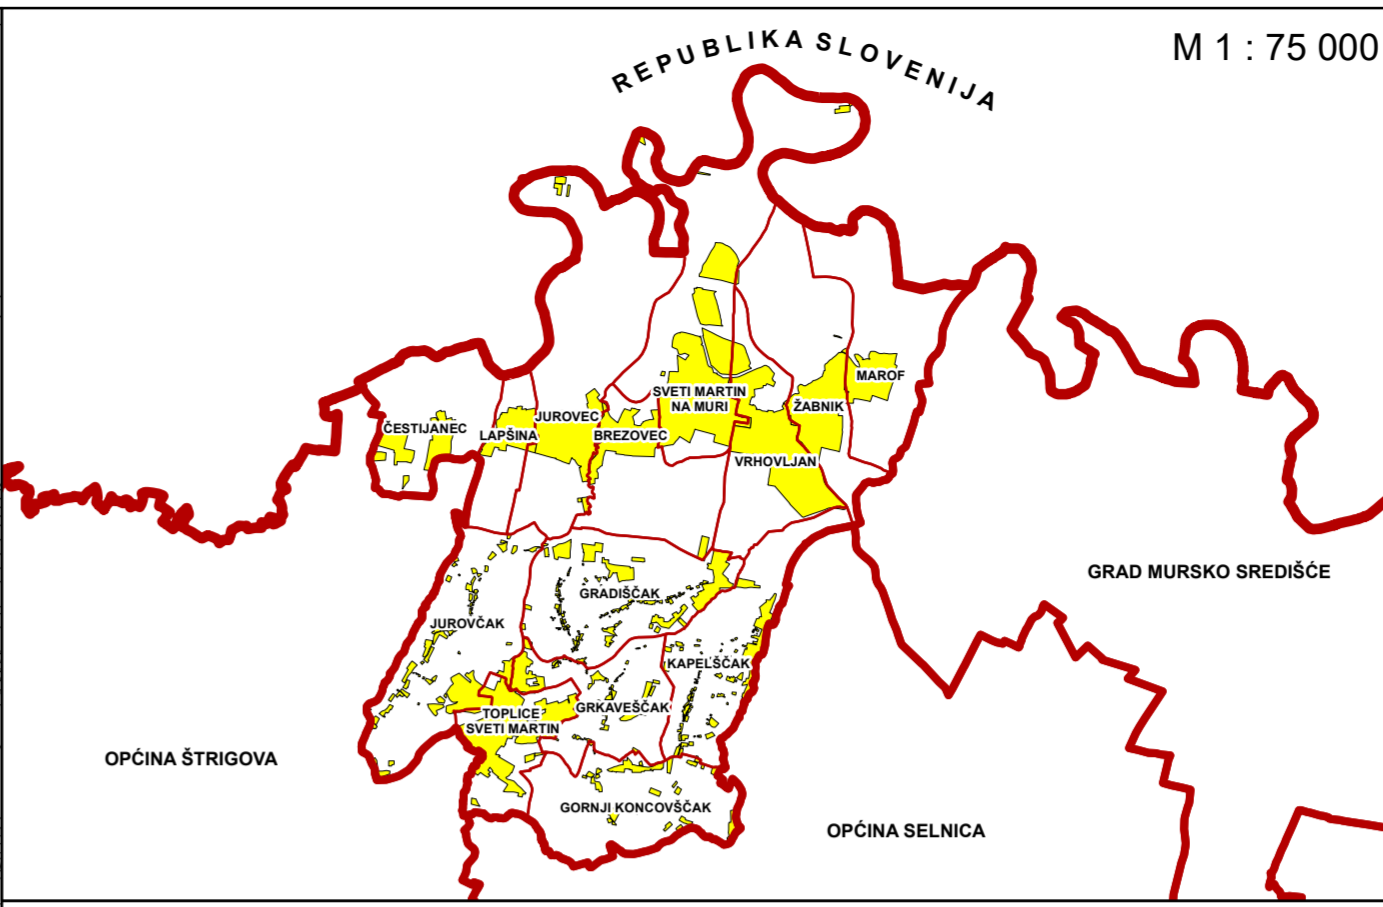 M 1 : 75 000
REPUBLIKA SLOVENIJA
MAROF
SVETI MARTIN
NA MURI
ŽABNIK
JUROVEC
ČESTIJANEC
LAPŠINA
BREZOVEC
VRHOVLJAN
GRAD MURSKO SREDIŠĆE
GRADIŠČAK
JUROVČAK
KAPELŠČAK
GRKAVEŠČAK
TOPLICE
SVETI MARTIN
OPĆINA ŠTRIGOVA
GORNJI KONCOVŠČAK
OPĆINA SELNICA